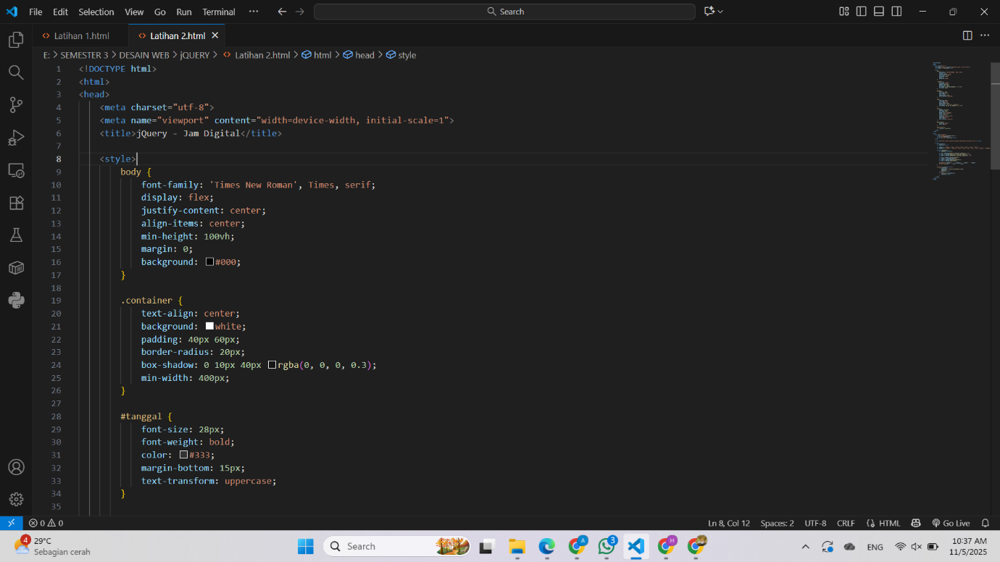 File Edit Selection View Go Run Terminal ... Search
Latihan 1.html Latihan 2.html
E: > SEMESTER 3 > DESAIN WEB > jQUERY > Latihan 2.html > html > head > style
1 <!DOCTYPE html>
2 <html>
3 <head>
4 <meta charset="utf-8">
5 <meta name="viewport" content="width=device-width, initial-scale=1">
6 <title>jQuery - Jam Digital</title>
7
8 <style>
9 body {
10 font-family: 'Times New Roman', Times, serif;
11 display: flex;
12 justify-content: center;
13 align-items: center;
14 min-height: 100vh;
15 margin: 0;
16 background: #000;
17 }
18
19 .container {
20 text-align: center;
21 background: white;
22 padding: 40px 60px;
23 border-radius: 20px;
24 box-shadow: 0 10px 40px rgba(0, 0, 0, 0.3);
25 min-width: 400px;
26 }
27
28 #tanggal {
29 font-size: 28px;
30 font-weight: bold;
31 color: #333;
32 margin-bottom: 15px;
33 text-transform: uppercase;
34 }
35
0 0 Ln 8, Col 12 Spaces: 2 UTF-8 CRLF {} HTML Go Live
4 29°C Search A 3 H ENG 10:37 AM
Sebagian cerah 11/5/2025